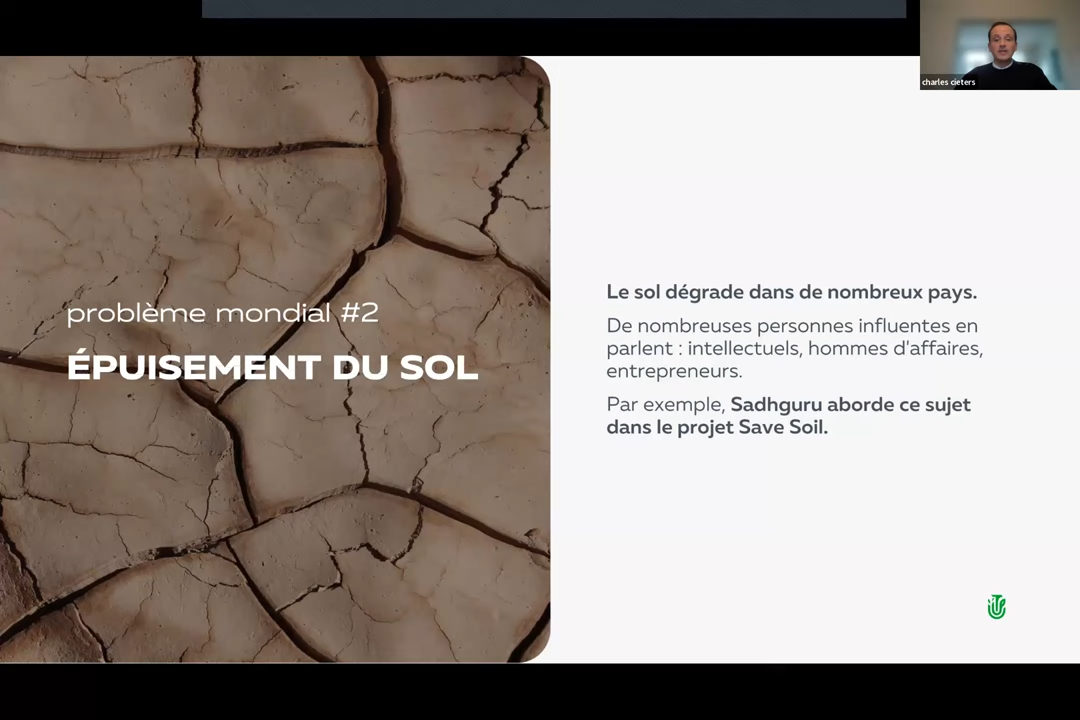 charles cieters
problème mondial #2
ÉPUISEMENT DU SOL
Le sol dégrade dans de nombreux pays.
De nombreuses personnes influentes en
parlent : intellectuels, hommes d'affaires,
entrepreneurs.
Par exemple, Sadhguru aborde ce sujet
dans le projet Save Soil.